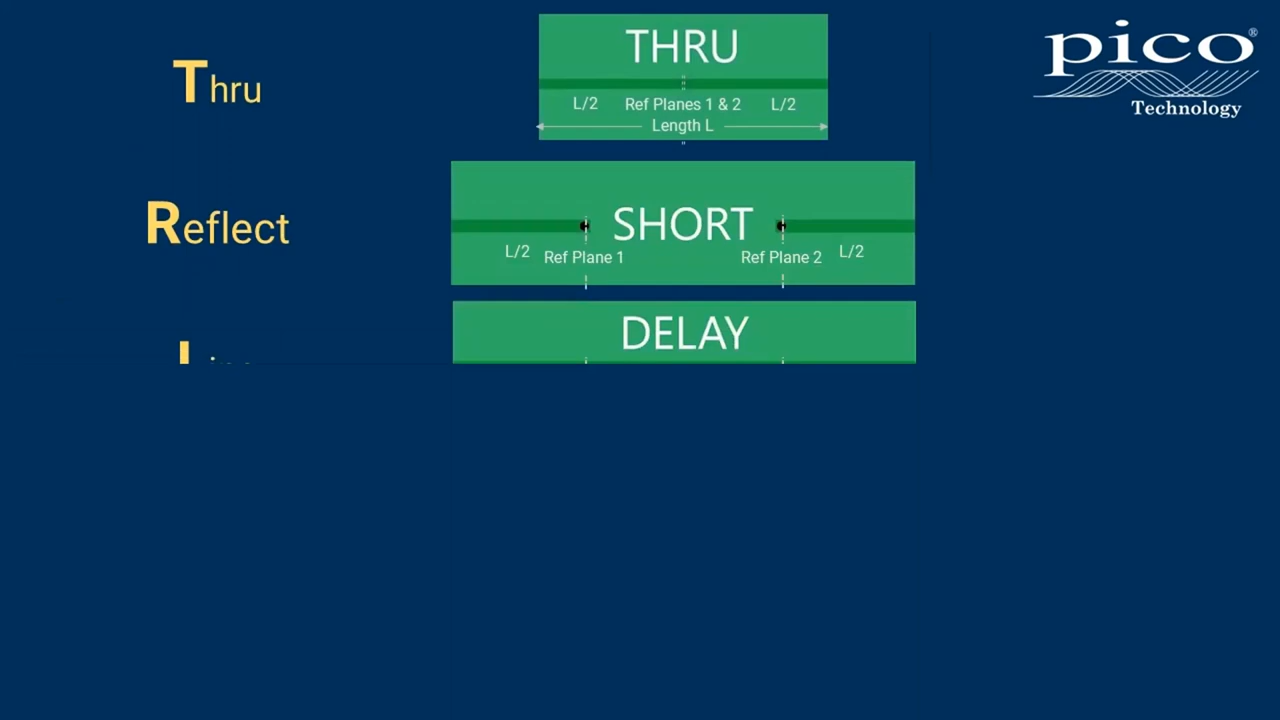 Thru
THRU
L/2 Ref Planes 1 & 2 L/2
Length L
pico®
Technology
Reflect
SHORT
L/2 Ref Plane 1 Ref Plane 2 L/2
DELAY